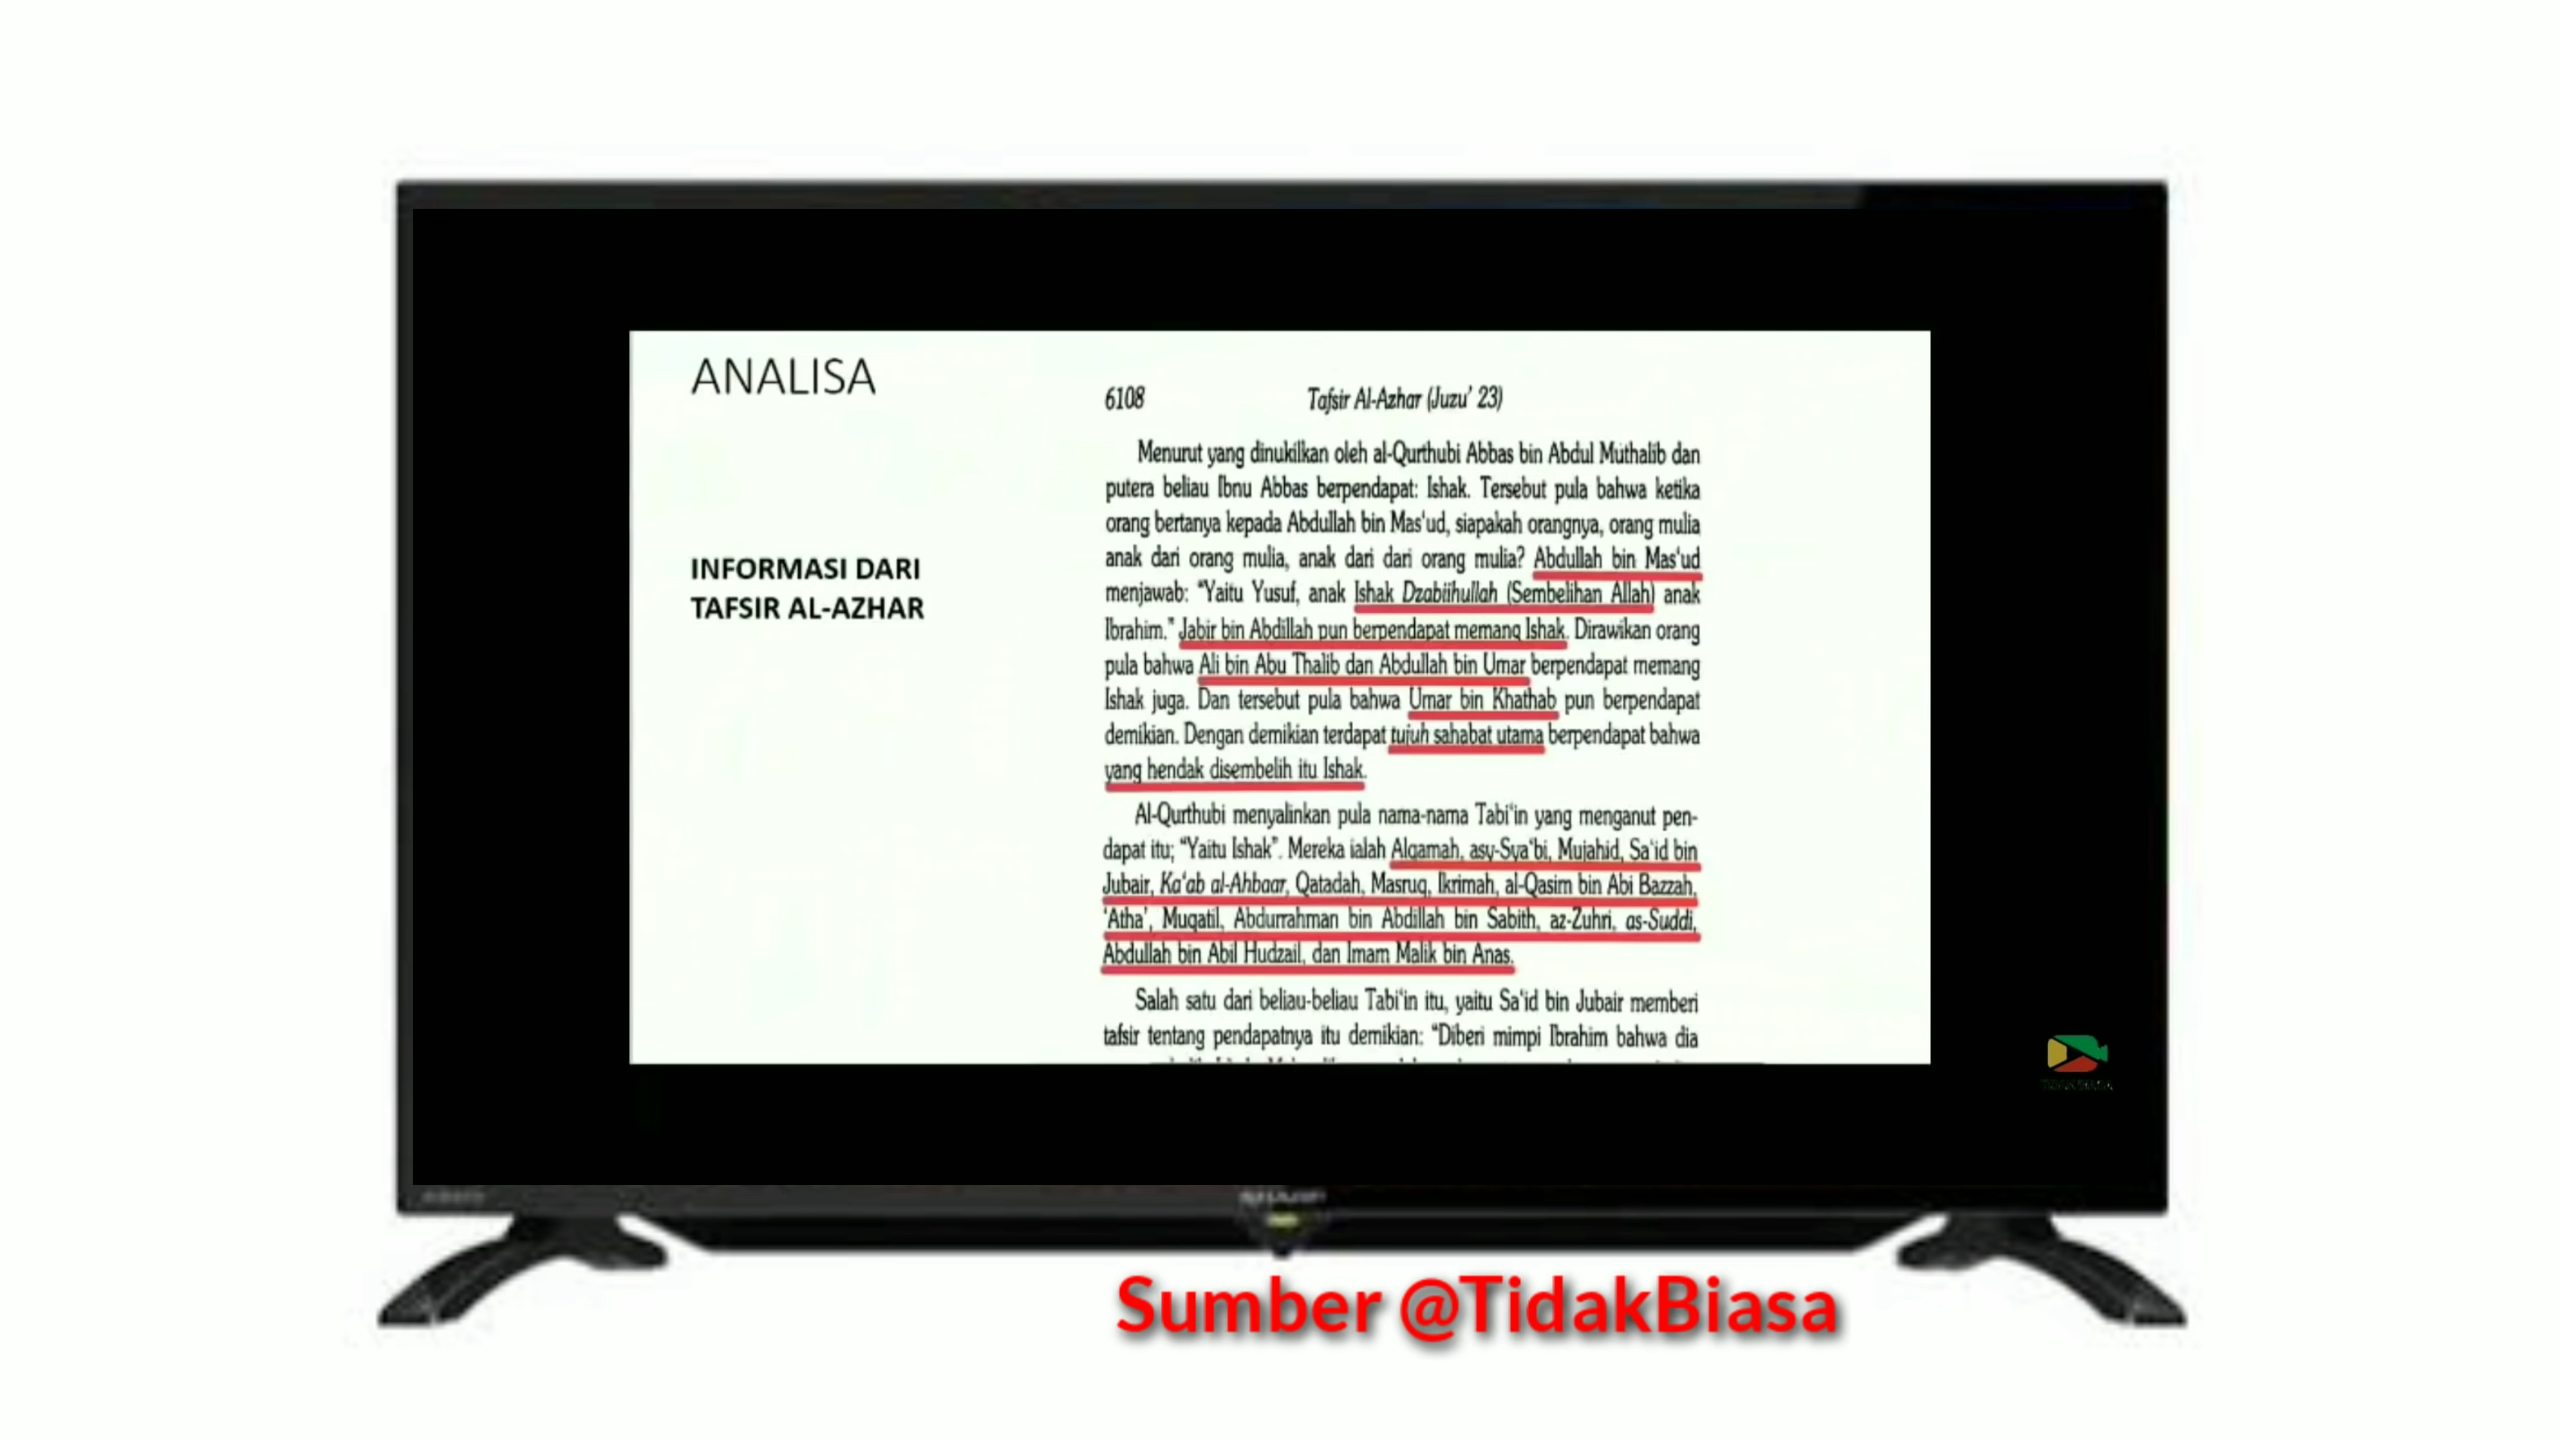 ANALISA
INFORMASI DARI
TAFSIR AL-AZHAR
6108 Tafsir Al-Azhar (Juzu' 23)
Menurut yang dinukilkan oleh al-Qurthubi Abbas bin Abdul Muthalib dan
putera beliau Ibnu Abbas berpendapat: Ishak. Tersebut pula bahwa ketika
orang bertanya kepada Abdullah bin Mas'ud, siapakah orangnya, orang mulia
anak dari orang mulia, anak dari dari orang mulia? Abdullah bin Mas'ud
menjawab: "Yaitu Yusuf, anak Ishak Dzabiihullah (Sembelihan Allah) anak
Ibrahim." Jabir bin Abdillah pun berpendapat memang Ishak. Dirawikan orang
pula bahwa Ali bin Abu Thalib dan Abdullah bin Umar berpendapat memang
Ishak juga. Dan tersebut pula bahwa Umar bin Khathab pun berpendapat
demikian. Dengan demikian terdapat tujuh sahabat utama berpendapat bahwa
yang hendak disembelih itu Ishak.
Al-Qurthubi menyalinkan pula nama-nama Tabi'in yang menganut pen-
dapat itu; "Yaitu Ishak". Mereka ialah Alqamah, asy-Sya'bi, Mujahid, Sa'id bin
Jubair, Ka'ab al-Ahbaar, Qatadah, Masruq, Ikrimah, al-Qasim bin Abi Bazzah,
'Atha', Muqatil, Abdurrahman bin Abdillah bin Sabith, az-Zuhri, as-Suddi,
Abdullah bin Abil Hudzail, dan Imam Malik bin Anas.
Salah satu dari beliau-beliau Tabi'in itu, yaitu Sa'id bin Jubair memberi
tafsir tentang pendapatnya itu demikian: "Diberi mimpi Ibrahim bahwa dia
Sumber @TidakBiasa